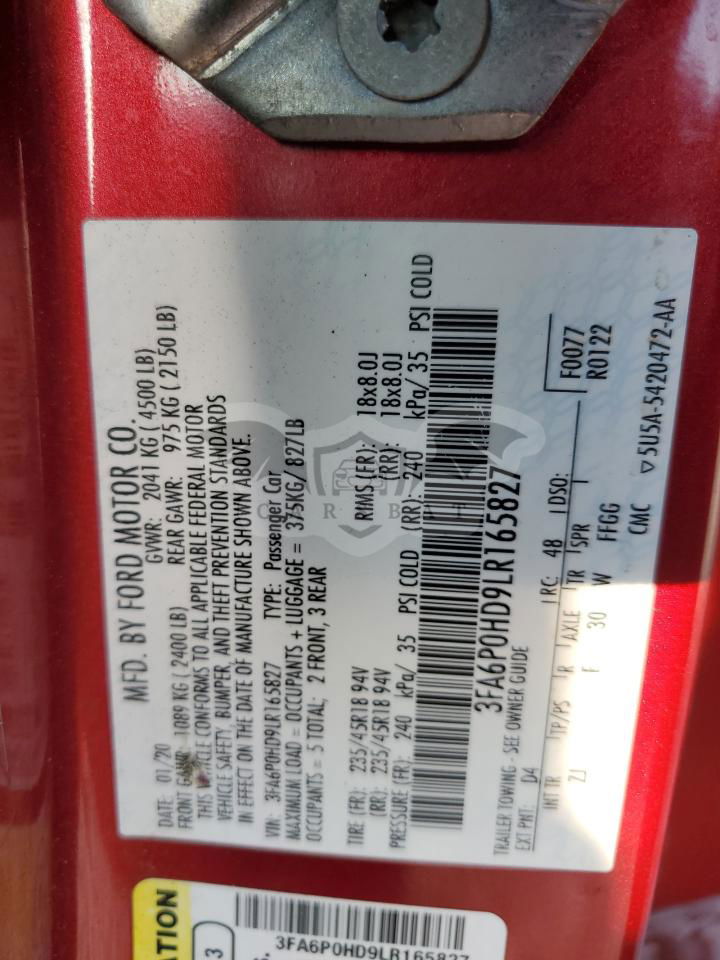 MFD. BY FORD MOTOR CO.
DATE: 01/20 GVWR: 2041 KG ( 4500 LB)
FRONT GAWR: 1089 KG ( 2400 LB) REAR GAWR: 975 KG ( 2150 LB)
THIS VEHICLE CONFORMS TO ALL APPLICABLE FEDERAL MOTOR
VEHICLE SAFETY, BUMPER, AND THEFT PREVENTION STANDARDS
IN EFFECT ON THE DATE OF MANUFACTURE SHOWN ABOVE.
VIN: 3FA6P0HD9LR165827 TYPE: Passenger Car
MAXIMUM LOAD = OCCUPANTS + LUGGAGE = 375KG/ 827LB
OCCUPANTS = 5 TOTAL; 2 FRONT, 3 REAR
TIRE (FR): 235/45R18 94V RIMS(FR): 18x8.0J
(RR): 235/45R18 94V (RR): 18x8.0J
PRESSURE (FR): 240 kPa/ 35 PSI COLD (RR): 240 kPa/ 35 PSI COLD
3FA6P0HD9LR165827
TRAILER TOWING - SEE OWNER GUIDE
EXT PNT: D4 RC: 48 DSO: F0077
R0122
INT TR TP/PS R AXLE TR SPR
ZJ F 30 W FFGG
CMC 5U5A-5420472-AA
CAR BAT
3FA6P0HD9LR165827
3